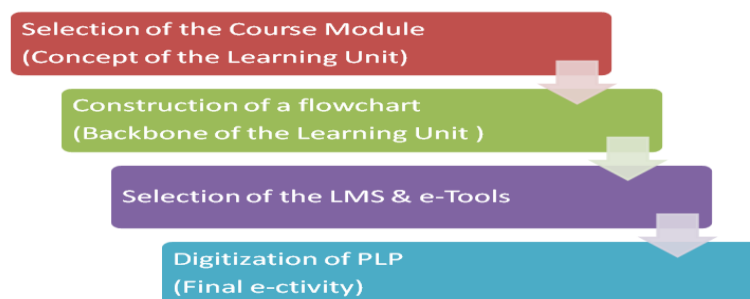 Selection of the Course Module
(Concept of the Learning Unit)
Construction of a flowchart
(Backbone of the Learning Unit )
Selection of the LMS & e-Tools
Digitization of PLP
(Final e-ctivity)